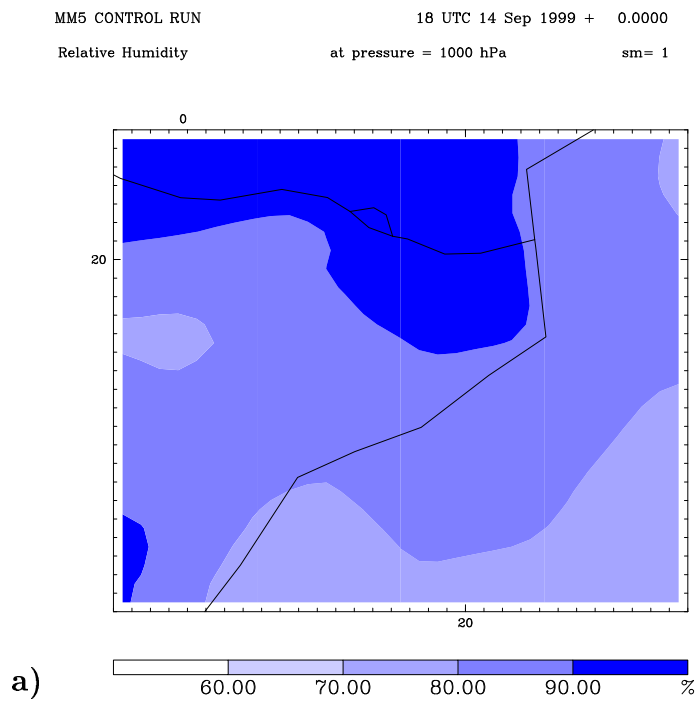 MM5 CONTROL RUN 18 UTC 14 Sep 1999 + 0.0000
Relative Humidity at pressure = 1000 hPa sm= 1
0
20
20
60.00 70.00 80.00 90.00 %
a)